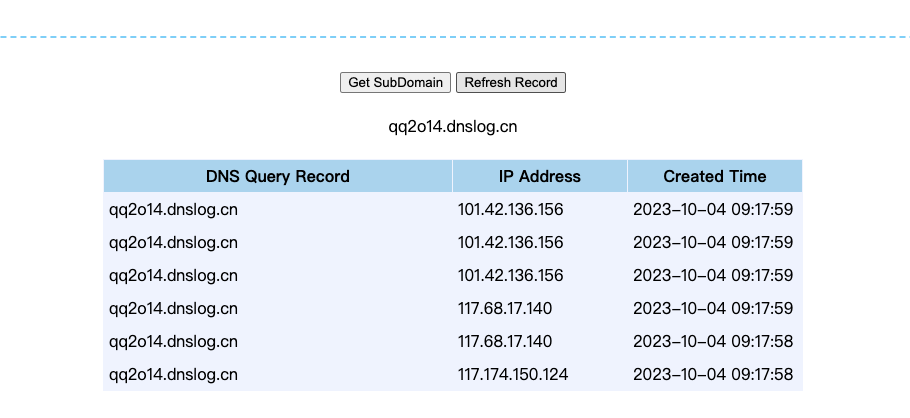 Get SubDomain Refresh Record
qq2o14.dnslog.cn
DNS Query Record IP Address Created Time
qq2o14.dnslog.cn 101.42.136.156 2023-10-04 09:17:59
qq2o14.dnslog.cn 101.42.136.156 2023-10-04 09:17:59
qq2o14.dnslog.cn 101.42.136.156 2023-10-04 09:17:59
qq2o14.dnslog.cn 117.68.17.140 2023-10-04 09:17:59
qq2o14.dnslog.cn 117.68.17.140 2023-10-04 09:17:58
qq2o14.dnslog.cn 117.174.150.124 2023-10-04 09:17:58